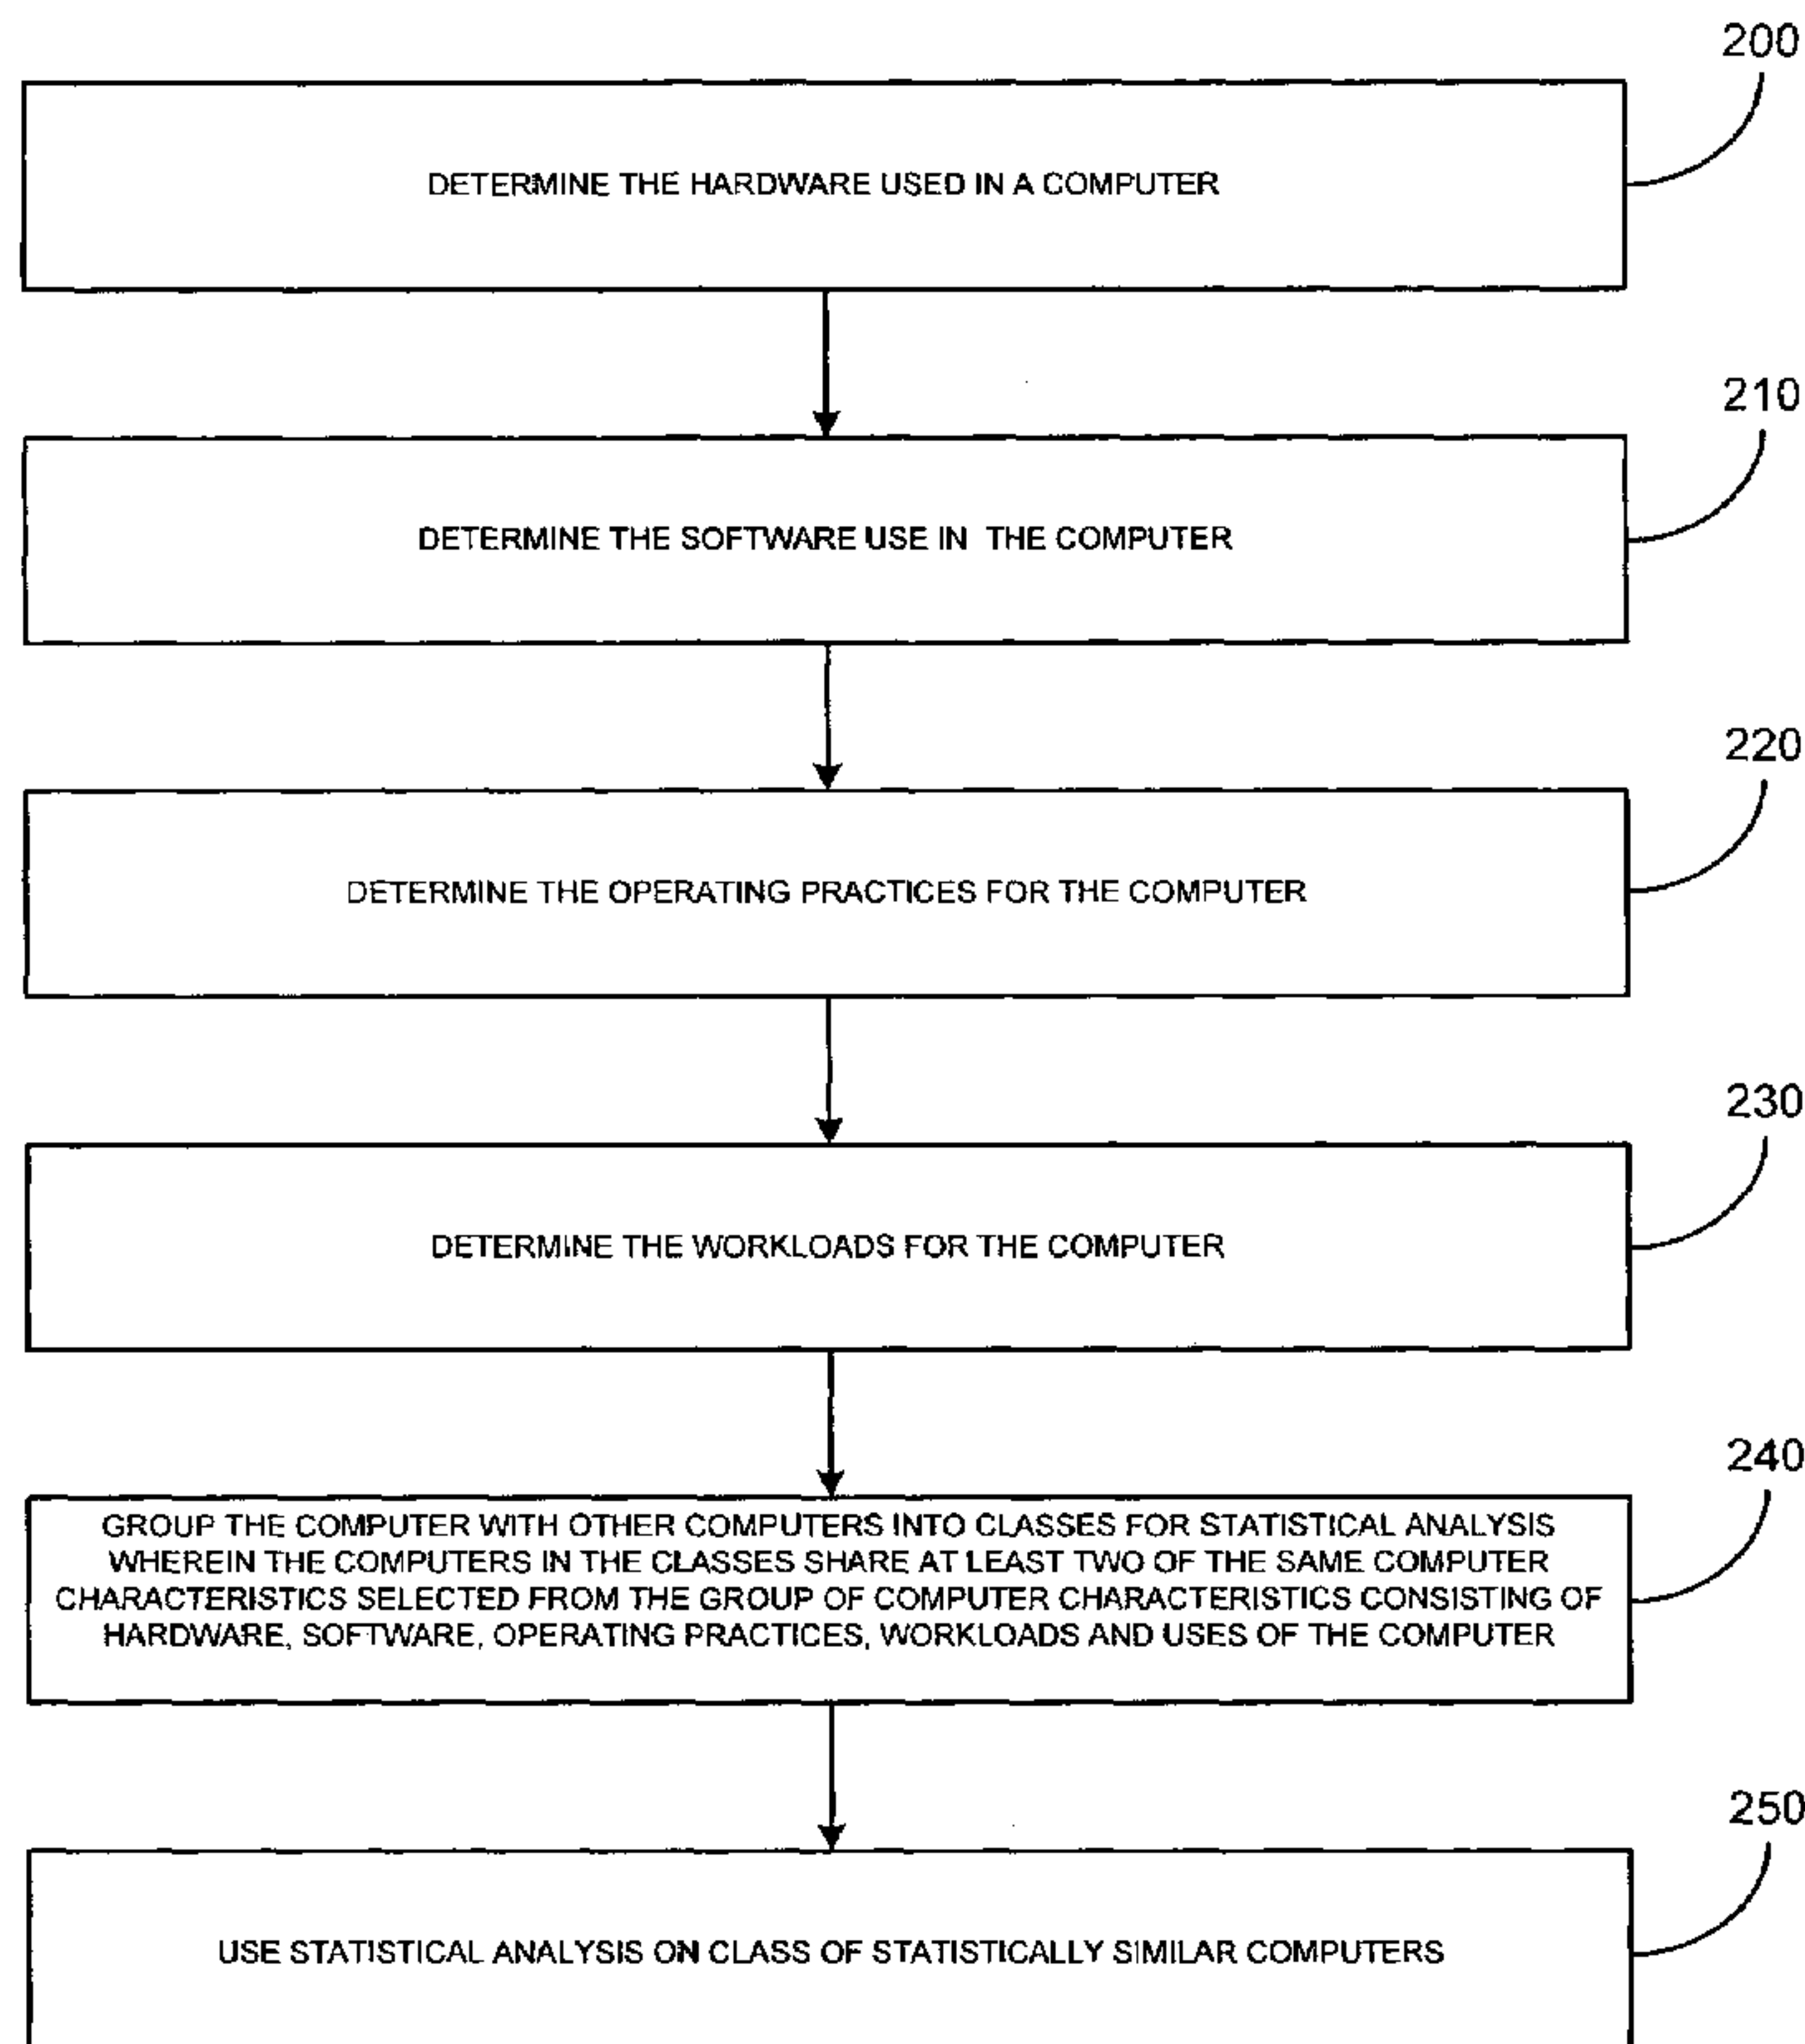 200
DETERMINE THE HARDWARE USED IN A COMPUTER
210
DETERMINE THE SOFTWARE USE IN THE COMPUTER
220
DETERMINE THE OPERATING PRACTICES FOR THE COMPUTER
230
DETERMINE THE WORKLOADS FOR THE COMPUTER
240
GROUP THE COMPUTER WITH OTHER COMPUTERS INTO CLASSES FOR STATISTICAL ANALYSIS
WHEREIN THE COMPUTERS IN THE CLASSES SHARE AT LEAST TWO OF THE SAME COMPUTER
CHARACTERISTICS SELECTED FROM THE GROUP OF COMPUTER CHARACTERISTICS CONSISTING OF
HARDWARE, SOFTWARE, OPERATING PRACTICES, WORKLOADS AND USES OF THE COMPUTER
250
USE STATISTICAL ANALYSIS ON CLASS OF STATISTICALLY SIMILAR COMPUTERS